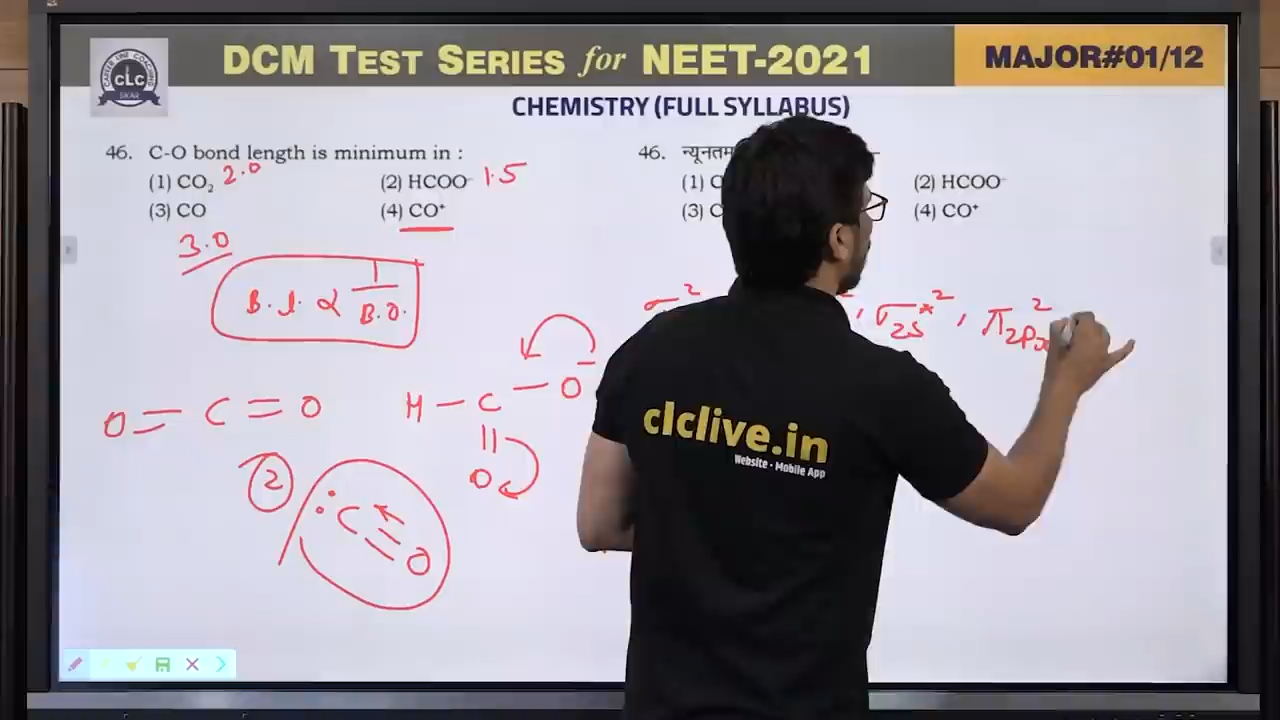 DCM TEST SERIES for NEET-2021
MAJOR#01/12
CLC
SIKAR
CHEMISTRY (FULL SYLLABUS)
46. C-O bond length is minimum in :
(1) CO₂ 2.0 (2) HCOO⁻ 1.5
(3) CO (4) CO⁺
3.0
B.l. ∝ 1/B.O.
O = C = O
2
H – C – O⁻
||
O
:C ≡ O
46. न्यूनतम
(1) C (2) HCOO⁻
(3) C (4) CO⁺
σ² , σ2s*² , π2px²
clclive.in
Website • Mobile App